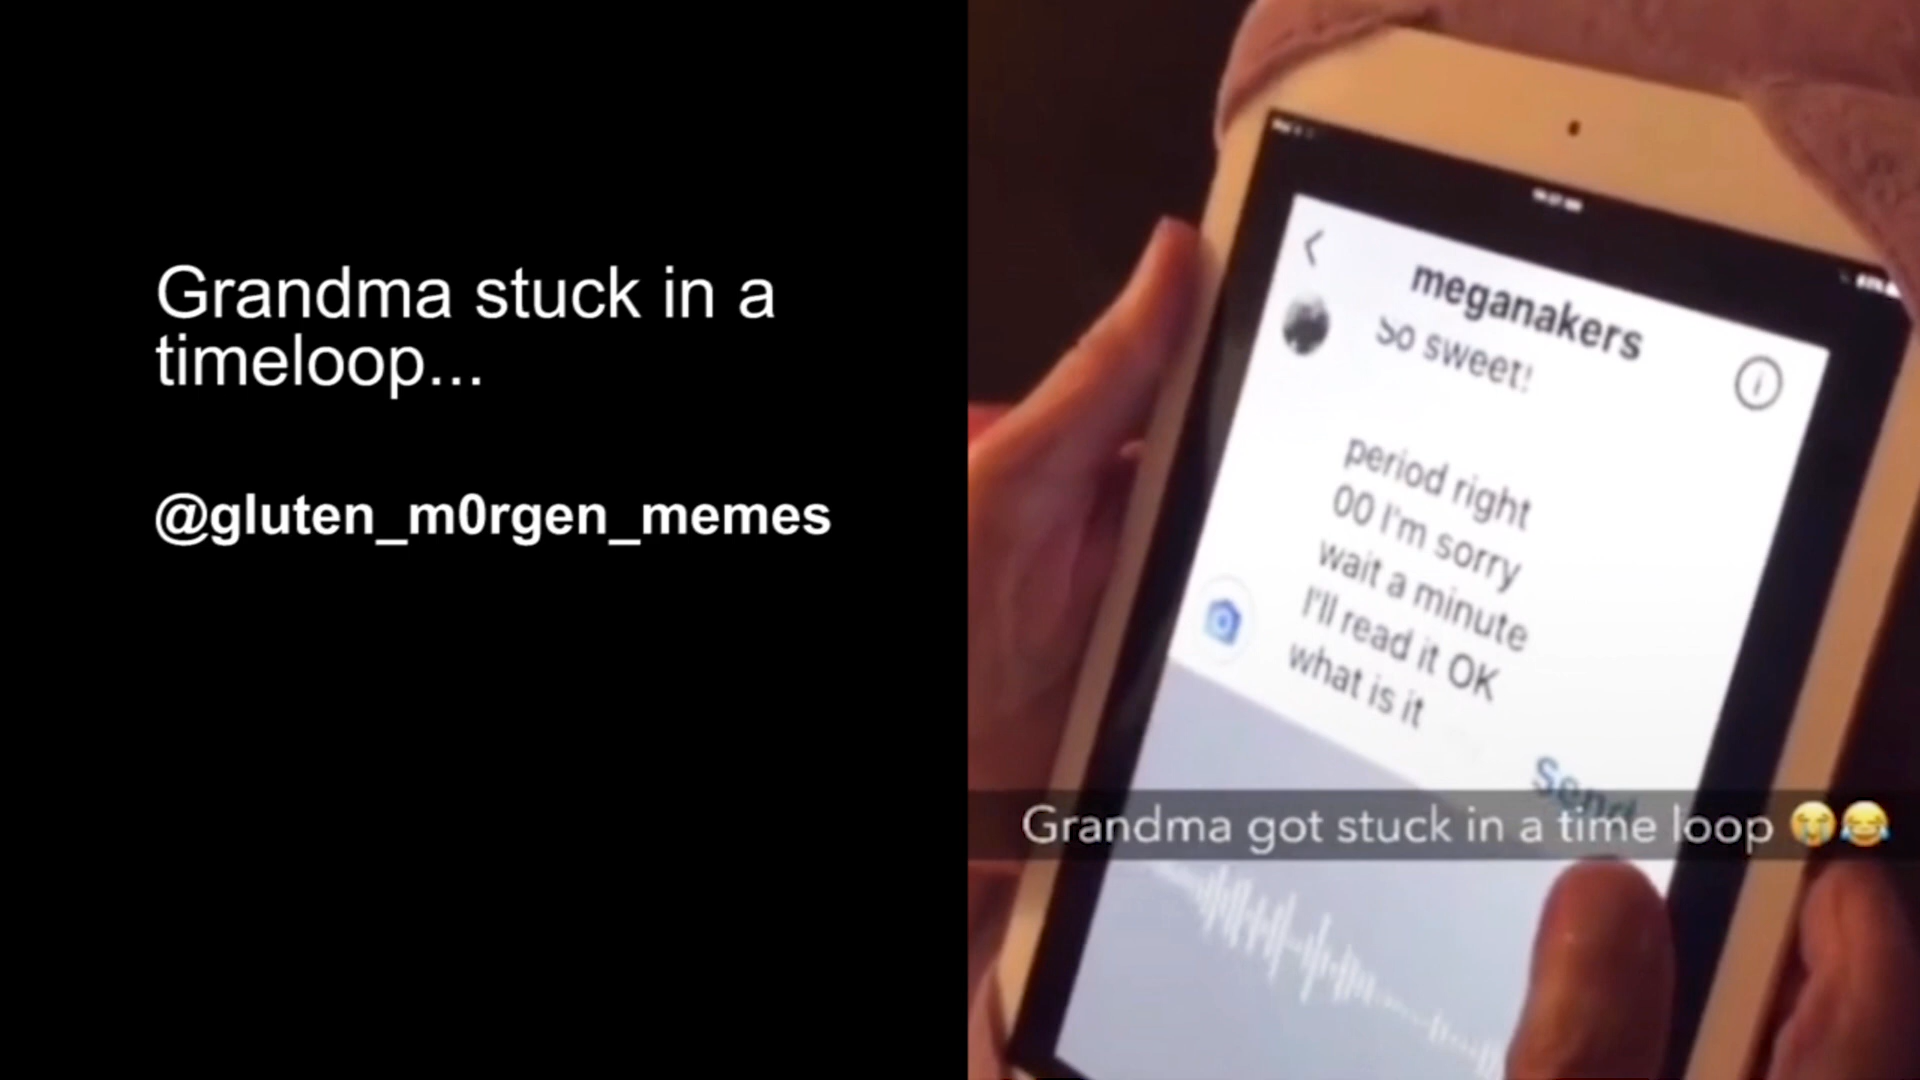 Grandma stuck in a
timeloop...
@gluten_m0rgen_memes
meganakers
So sweet!
period right
00 I'm sorry
wait a minute
I'll read it OK
what is it
Send
Grandma got stuck in a time loop 😭😂